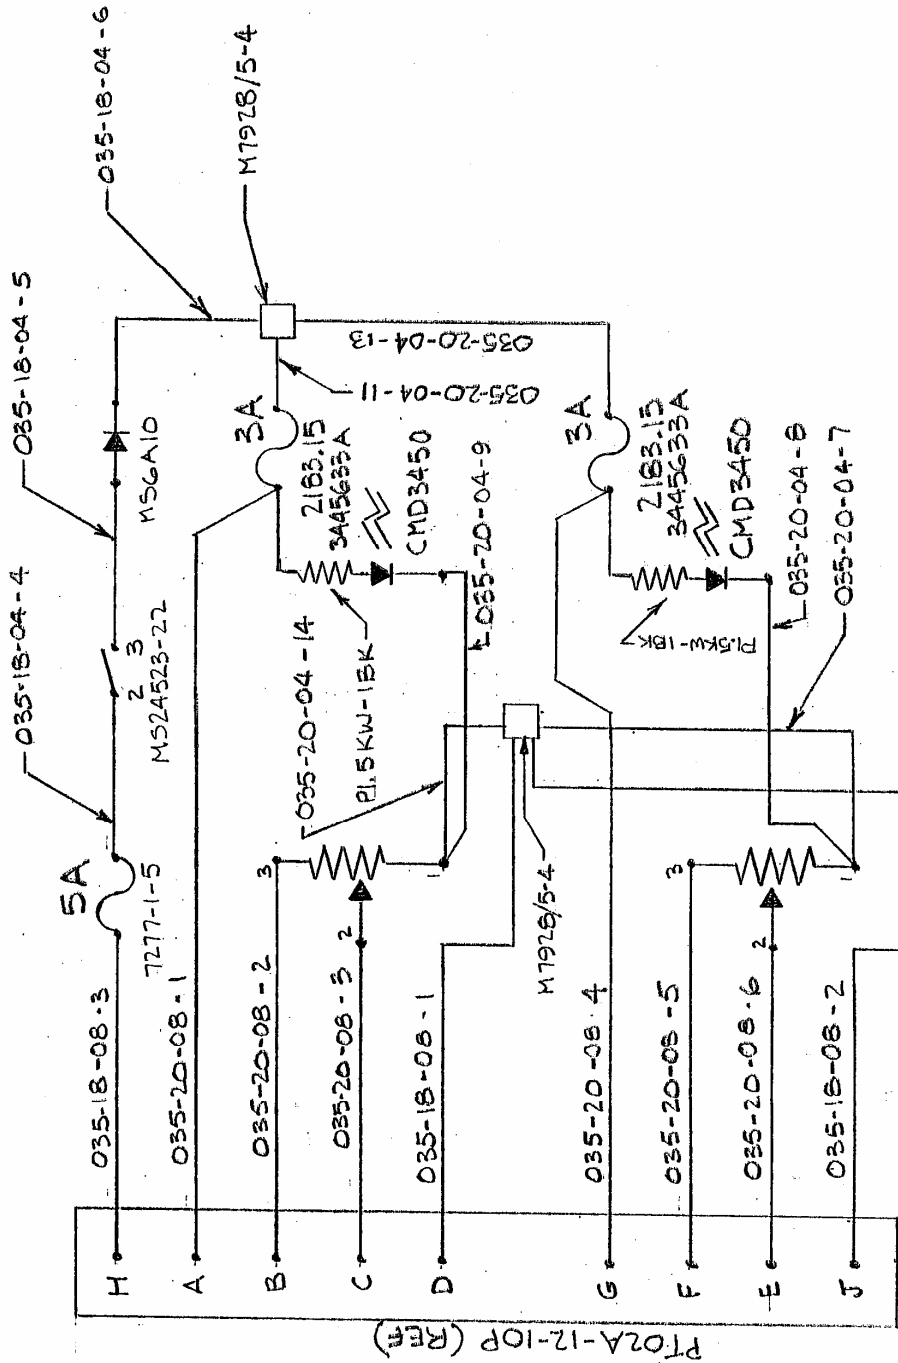 035-18-04-6
M7928/5-4
035-18-04-5
035-18-04-4
MS6A10
3
2
MS24523-22
5A
7277-1-5
035-18-08-3
H
035-20-04-13
035-20-04-11
3A
2183.15
3445633A
CMD3450
035-20-04-9
035-20-04-14
P1.5KW-1BK
035-20-08-1
A
3
035-20-08-2
B
2
035-20-08-3
C
1
035-18-08-1
D
M7928/5-4
3A
2183.15
3445633A
CMD3450
P1.5KW-1BK
035-20-04-8
035-20-04-7
035-20-08-4
G
3
035-20-08-5
F
2
035-20-08-6
E
1
035-18-08-2
J
PT02A-12-10P (REF)